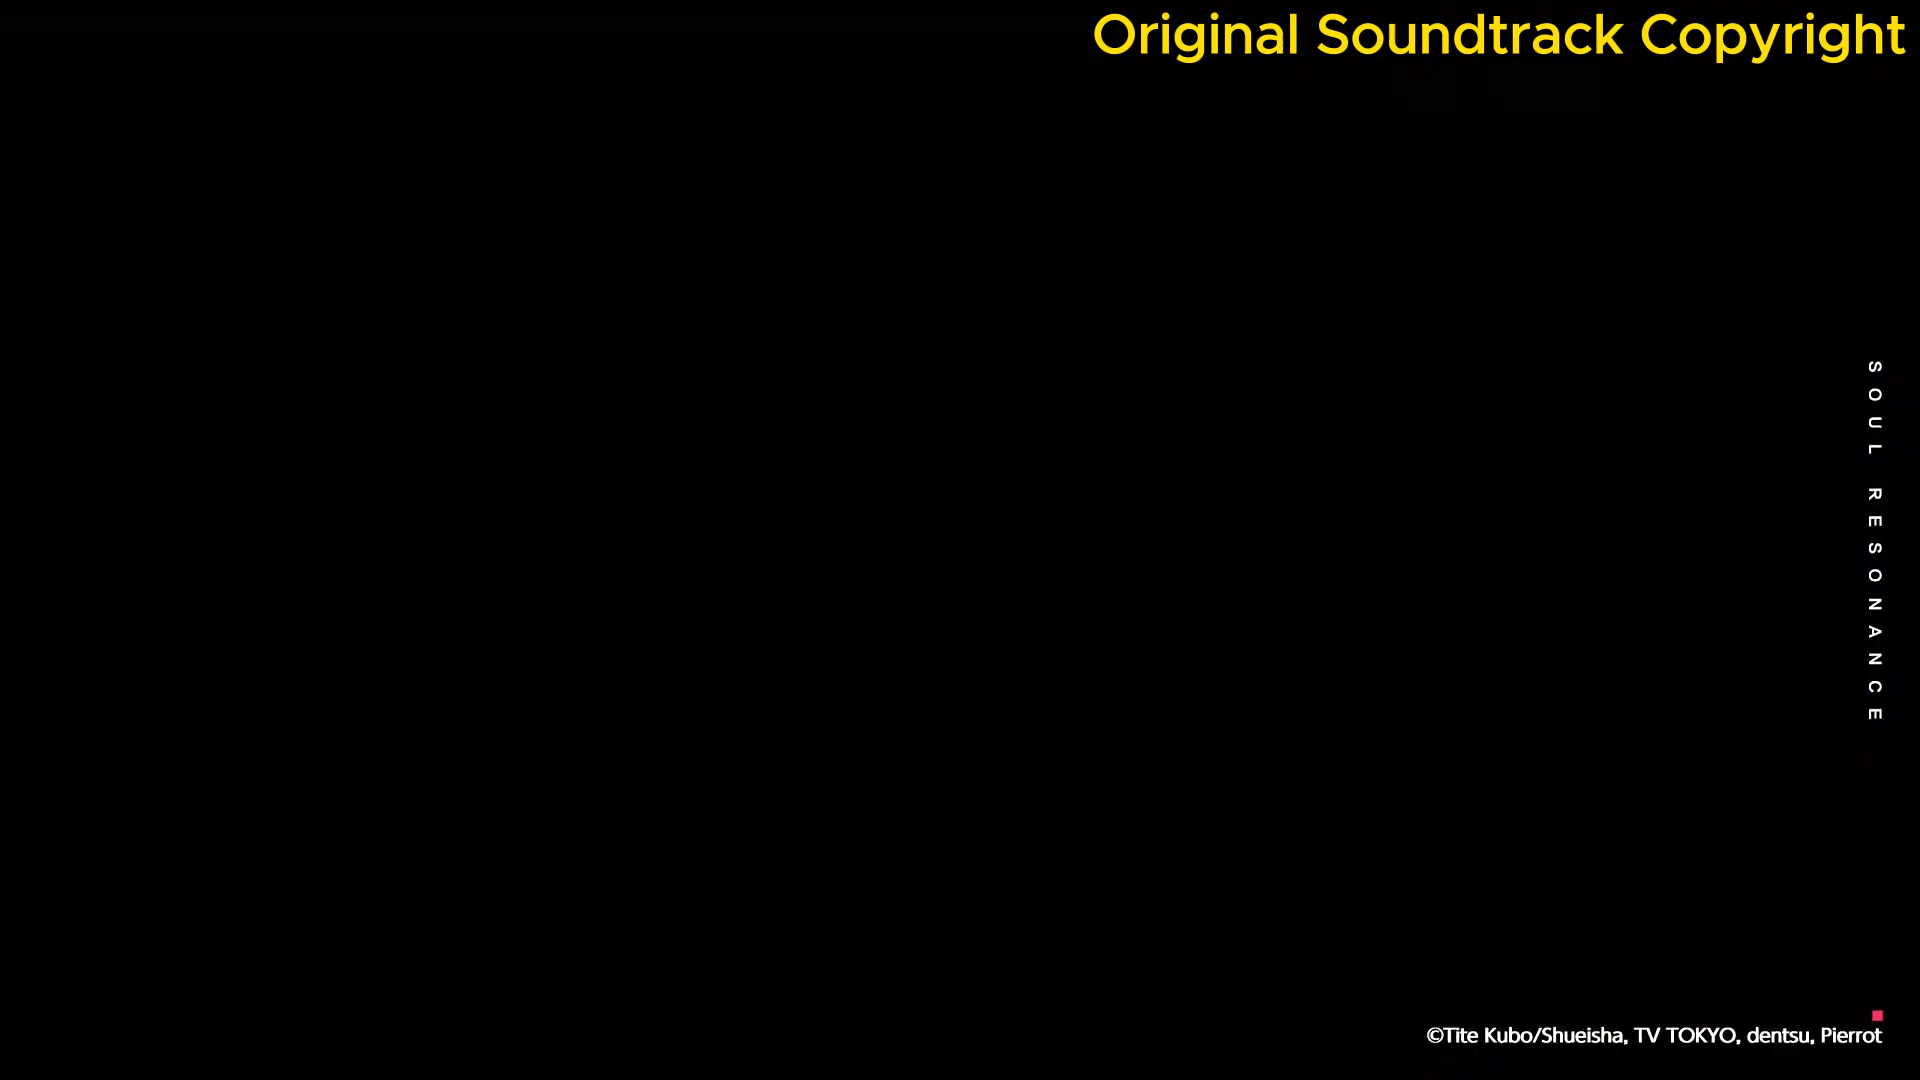 Original Soundtrack Copyright
SOUL RESONANCE
©Tite Kubo/Shueisha, TV TOKYO, dentsu, Pierrot